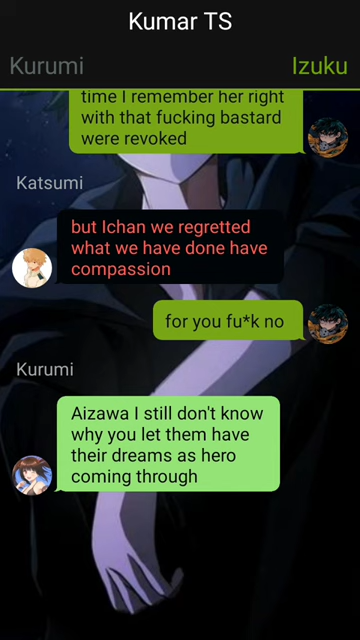 Kumar TS
Kurumi
Izuku
time I remember her right
with that fucking bastard
were revoked
Katsumi
but Ichan we regretted
what we have done have
compassion
for you fu*k no
Kurumi
Aizawa I still don't know
why you let them have
their dreams as hero
coming through